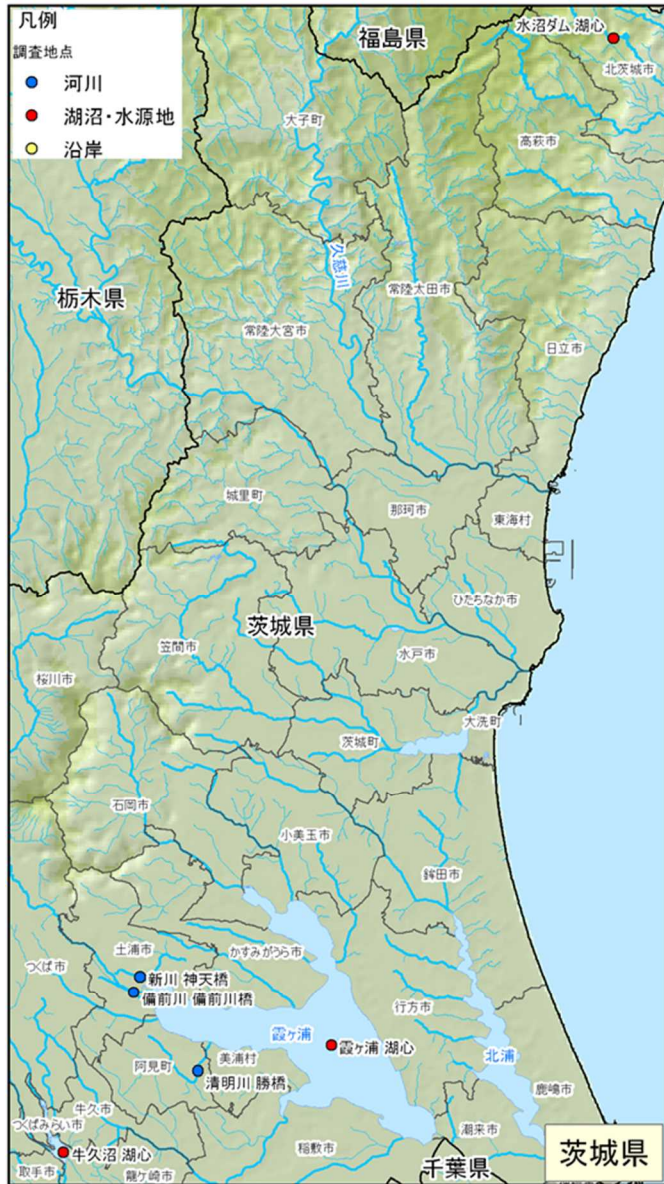 凡例
調査地点
河川
湖沼・水源地
沿岸
福島県
水沼ダム 湖心
北茨城市
大子町
高萩市
久慈川
栃木県
常陸太田市
常陸大宮市
日立市
城里町
那珂市
東海村
ひたちなか市
茨城県
笠間市
水戸市
桜川市
大洗町
茨城町
石岡市
小美玉市
鉾田市
土浦市
かすみがうら市
つくば市
新川 神天橋
備前川 備前川橋
行方市
霞ヶ浦
霞ヶ浦 湖心
北浦
阿見町
美浦村
清明川 勝橋
鹿嶋市
牛久市
つくばみらい市
潮来市
稲敷市
牛久沼 湖心
取手市
龍ケ崎市
千葉県
茨城県